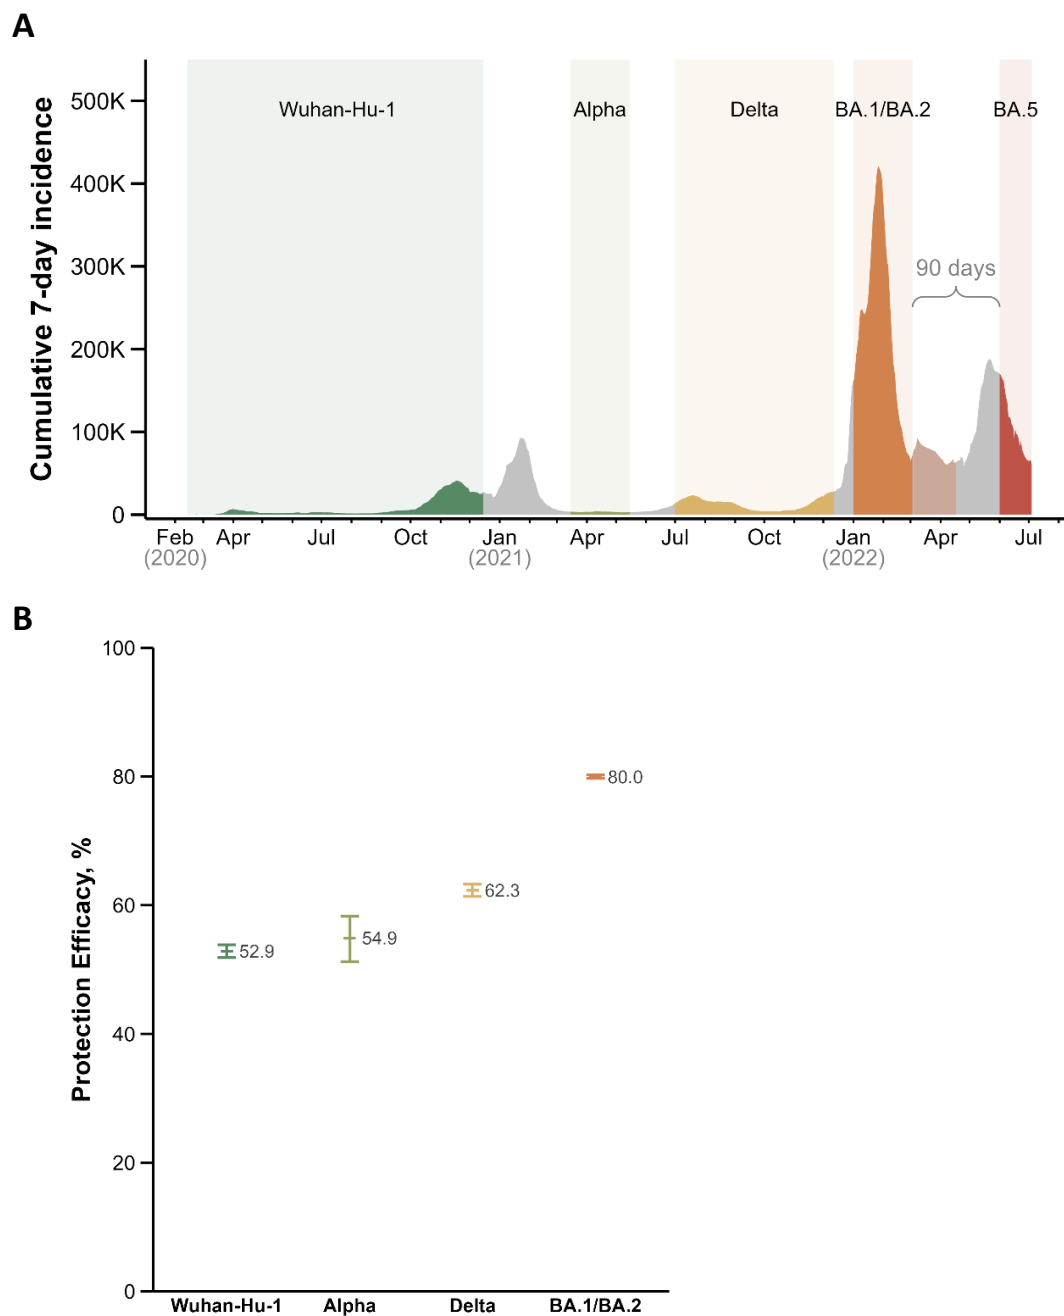 A
Cumulative 7-day incidence
500K
400K
300K
200K
100K
0
Wuhan-Hu-1
Alpha
Delta
BA.1/BA.2
BA.5
90 days
Feb Apr Jul Oct Jan Apr Jul Oct Jan Apr Jul
(2020) (2021) (2022)
B
Protection Efficacy, %
100
80
60
40
20
0
52.9
54.9
62.3
80.0
Wuhan-Hu-1 Alpha Delta BA.1/BA.2